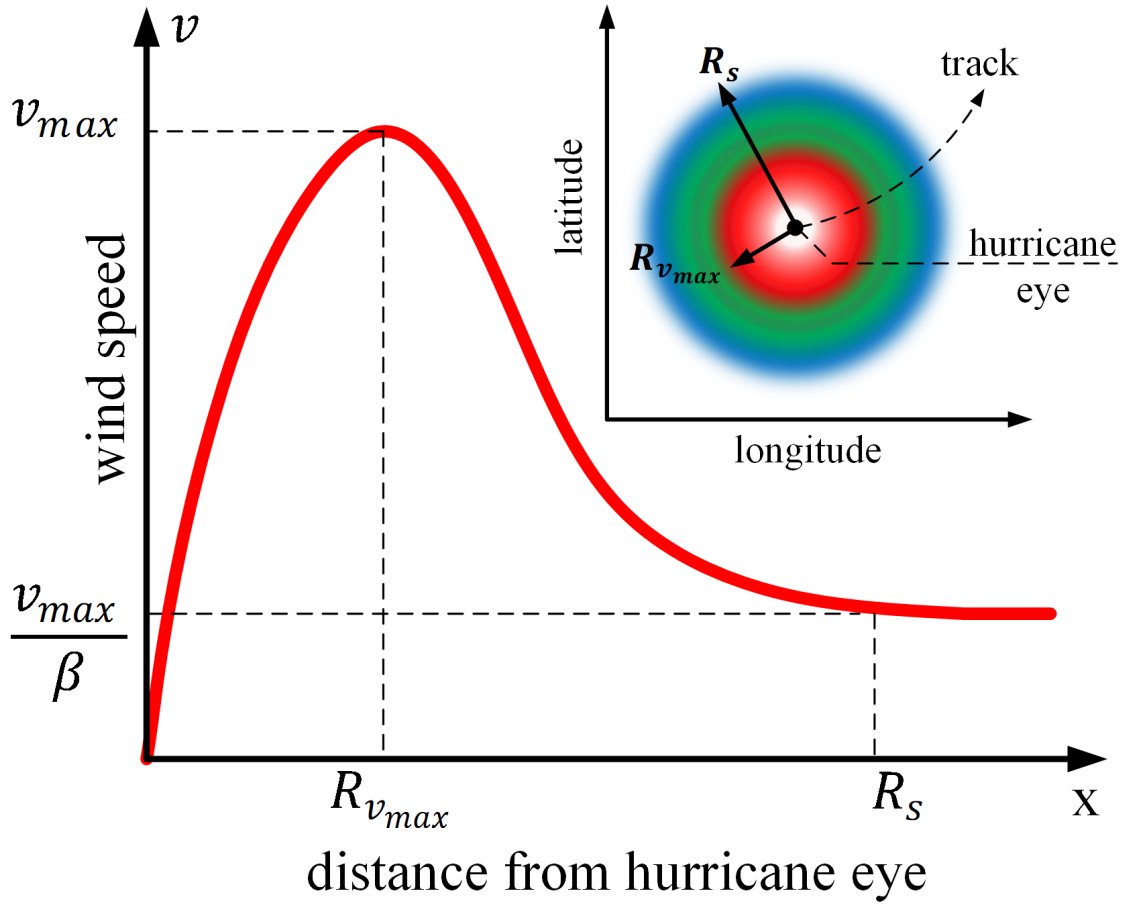 v
v_max
wind speed
v_max
β
R_v_max
R_s
x
distance from hurricane eye
R_s
track
latitude
R_v_max
hurricane
eye
longitude